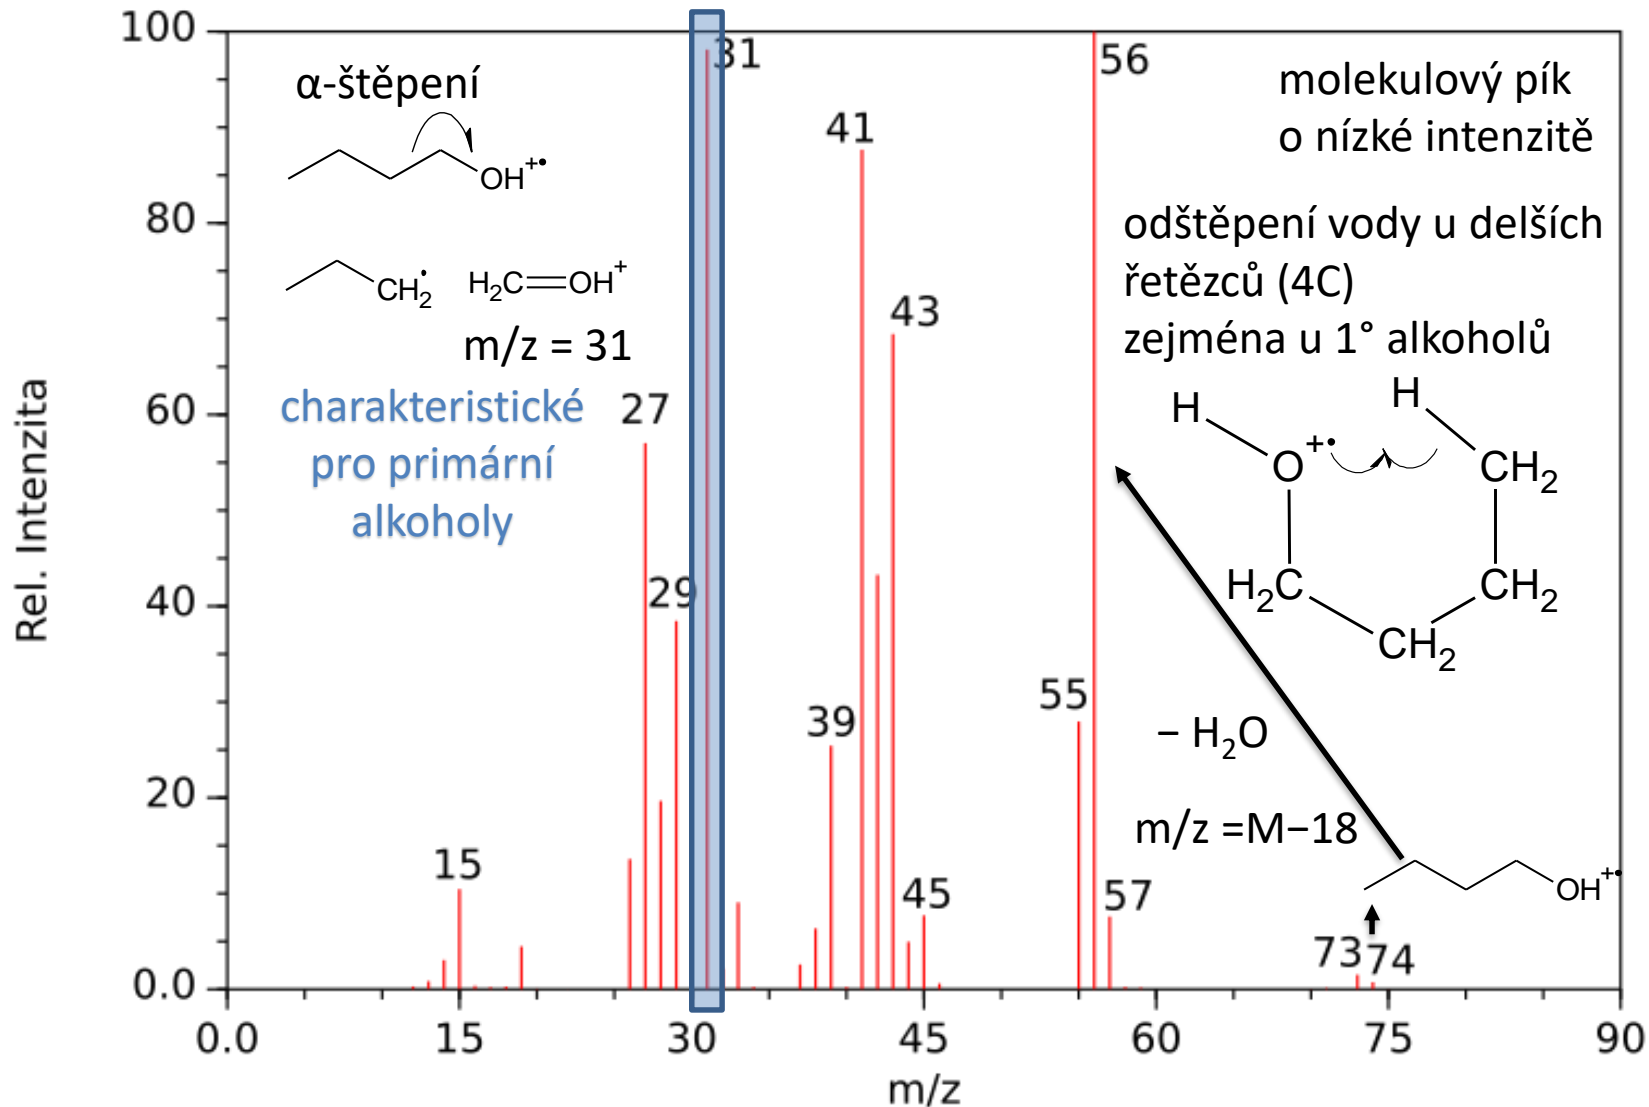 Rel. Intenzita
100
80
60
40
20
0.0
0.0
15
30
45
60
75
90
m/z
α-štěpení
OH+•
CH2•
H2C=OH+
m/z = 31
charakteristické
pro primární
alkoholy
molekulový pík
o nízké intenzitě
odštěpení vody u delších
řetězců (4C)
zejména u 1° alkoholů
H
H
O+•
CH2
H2C
CH2
CH2
− H2O
m/z =M−18
OH+•
15
27
29
31
39
41
43
45
55
56
57
73
74